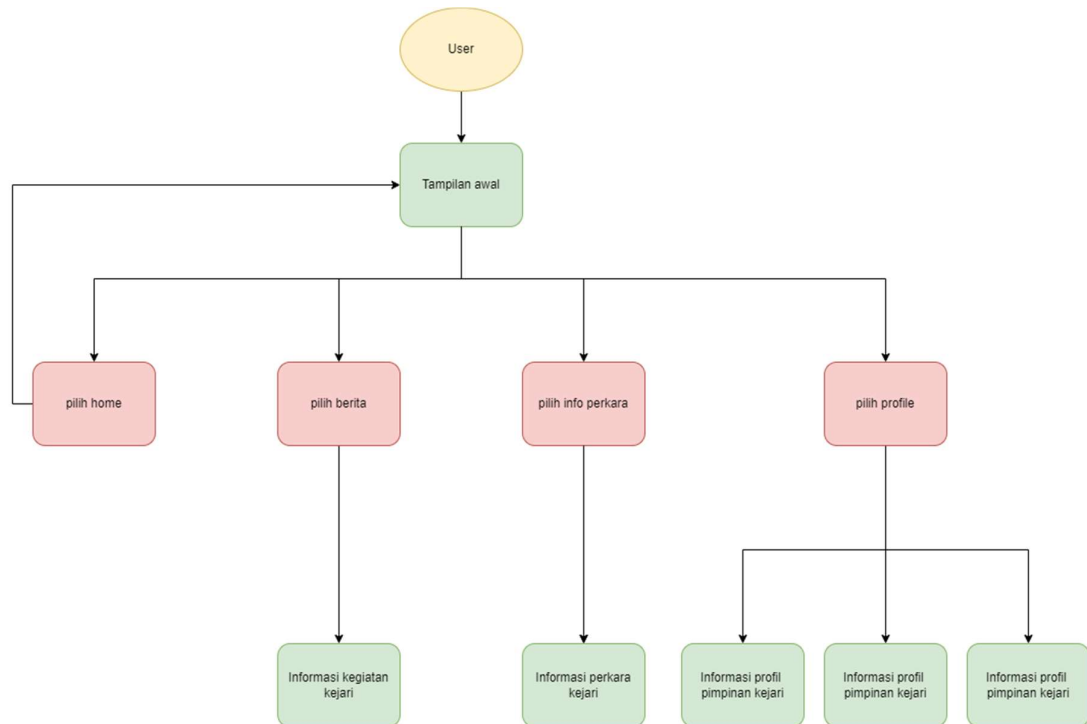 User
Tampilan awal
pilih home
pilih berita
pilih info perkara
pilih profile
Informasi kegiatan
kejari
Informasi perkara
kejari
Informasi profil
pimpinan kejari
Informasi profil
pimpinan kejari
Informasi profil
pimpinan kejari